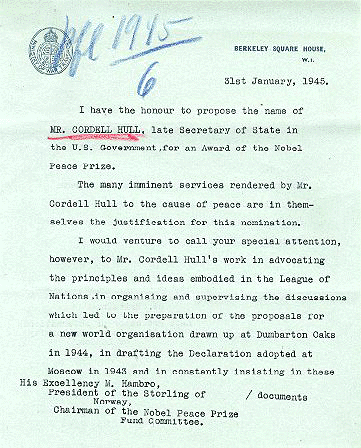 Nfl 1945
6
BERKELEY SQUARE HOUSE,
W.1.
31st January, 1945.
I have the honour to propose the name of
MR. CORDELL HULL, late Secretary of State in
the U.S. Government, for an Award of the Nobel
Peace Prize.
The many imminent services rendered by Mr.
Cordell Hull to the cause of peace are in them-
selves the justification for this nomination.
I would venture to call your special attention,
however, to Mr. Cordell Hull's work in advocating
the principles and ideas embodied in the League of
Nations, in organising and supervising the discussions
which led to the preparation of the proposals for
a new world organisation drawn up at Dumbarton Oaks
in 1944, in drafting the Declaration adopted at
Moscow in 1943 and in constantly insisting in these
His Excellency M. Hambro,
President of the Storling of / documents
Norway,
Chairman of the Nobel Peace Prize
Fund Committee.